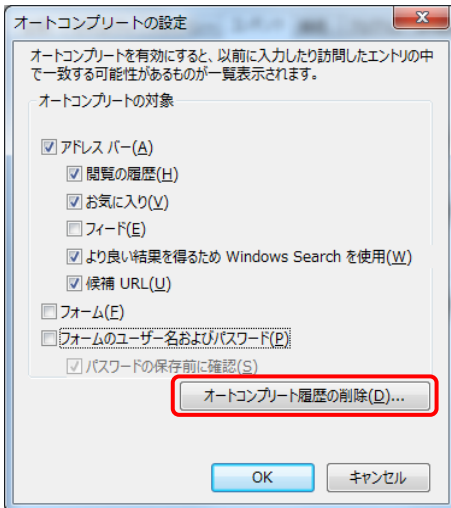 オートコンプリートの設定
オートコンプリートを有効にすると、以前に入力したり訪問したエントリの中
で一致する可能性があるものが一覧表示されます。
オートコンプリートの対象
アドレス バー(A)
閲覧の履歴(H)
お気に入り(V)
フィード(E)
より良い結果を得るため Windows Search を使用(W)
候補 URL(U)
フォーム(F)
フォームのユーザー名およびパスワード(P)
パスワードの保存前に確認(S)
オートコンプリート履歴の削除(D)...
OK
キャンセル